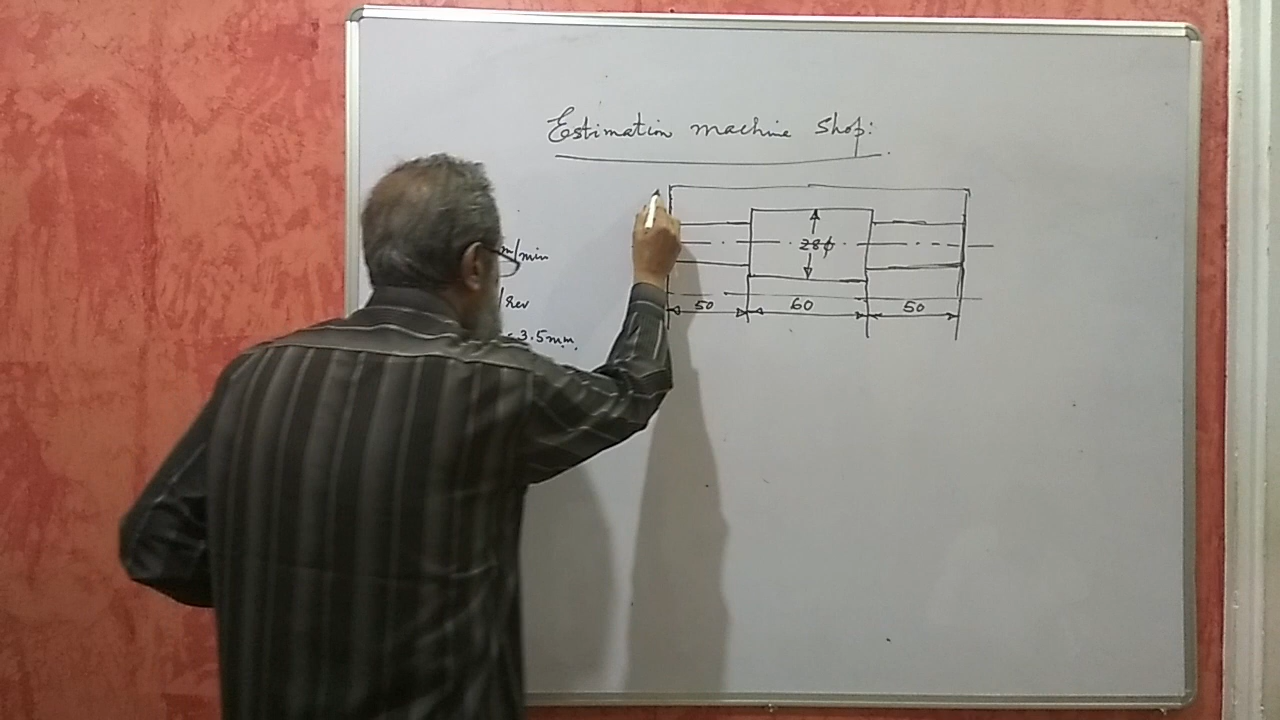 Estimation machine shop:
m/min
28φ
/rev
50 60 50
3.5mm.